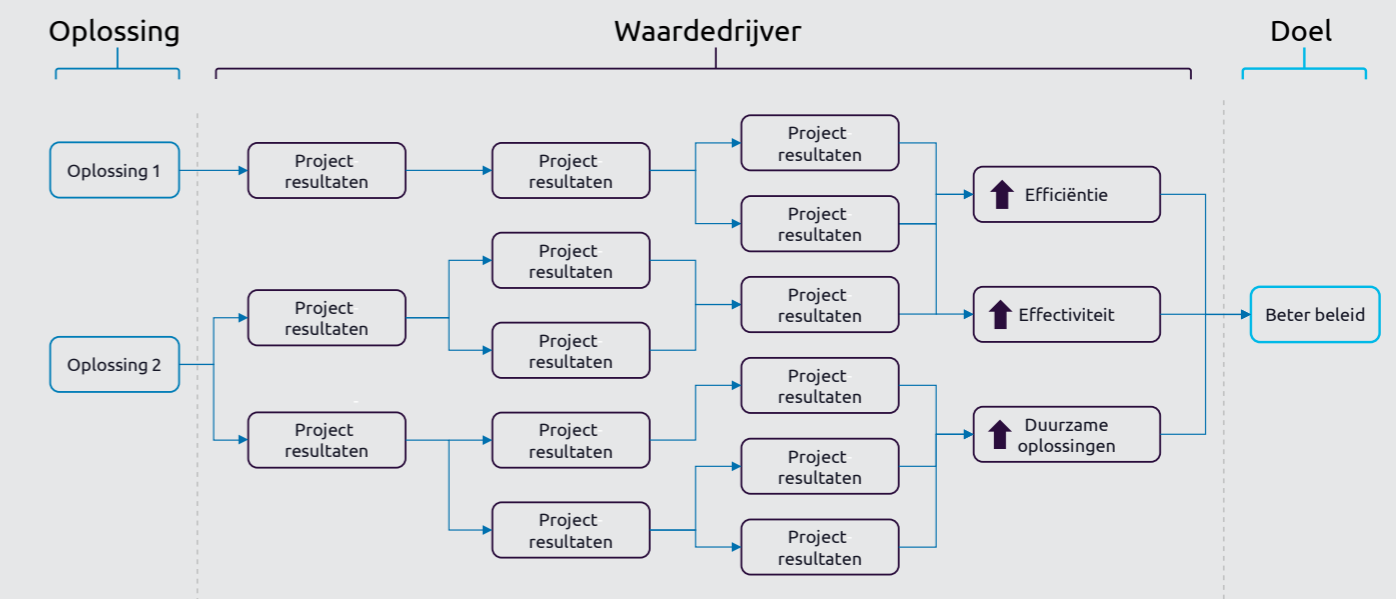 Oplossing
Waardedrijver
Doel
Oplossing 1
Project
resultaten
Project
resultaten
Project
resultaten
Project
resultaten
Efficiëntie
Oplossing 2
Project
resultaten
Project
resultaten
Project
resultaten
Project
resultaten
Effectiviteit
Beter beleid
Project
resultaten
Project
resultaten
Project
resultaten
Project
resultaten
Project
resultaten
Project
resultaten
Duurzame
oplossingen